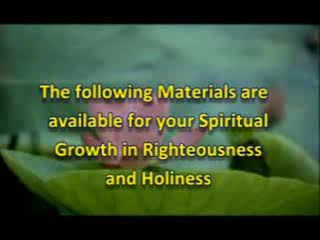 The following Materials are
available for your Spiritual
Growth in Righteousness
and Holiness